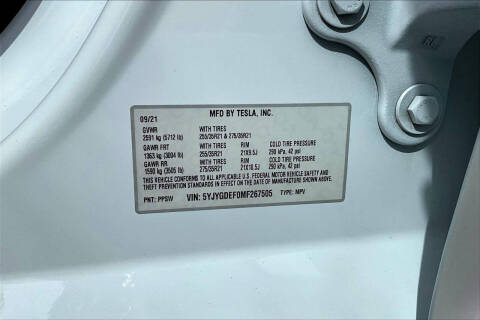 MFD BY TESLA, INC.
09/21
GVWR WITH TIRES
2591 kg (5712 lb) 255/35R21 & 275/35R21
GAWR FRT WITH TIRES RIM COLD TIRE PRESSURE
1363 kg (3004 lb) 255/35R21 21X9.5J 290 kPa, 42 psi
GAWR RR WITH TIRES RIM COLD TIRE PRESSURE
1590 kg (3505 lb) 275/35R21 21X10.5J 290 kPa, 42 psi
THIS VEHICLE CONFORMS TO ALL APPLICABLE U.S. FEDERAL MOTOR VEHICLE SAFETY AND
THEFT PREVENTION STANDARDS IN EFFECT ON THE DATE OF MANUFACTURE SHOWN ABOVE.
PNT: PPSW VIN: 5YJYGDEF0MF267505 TYPE: MPV